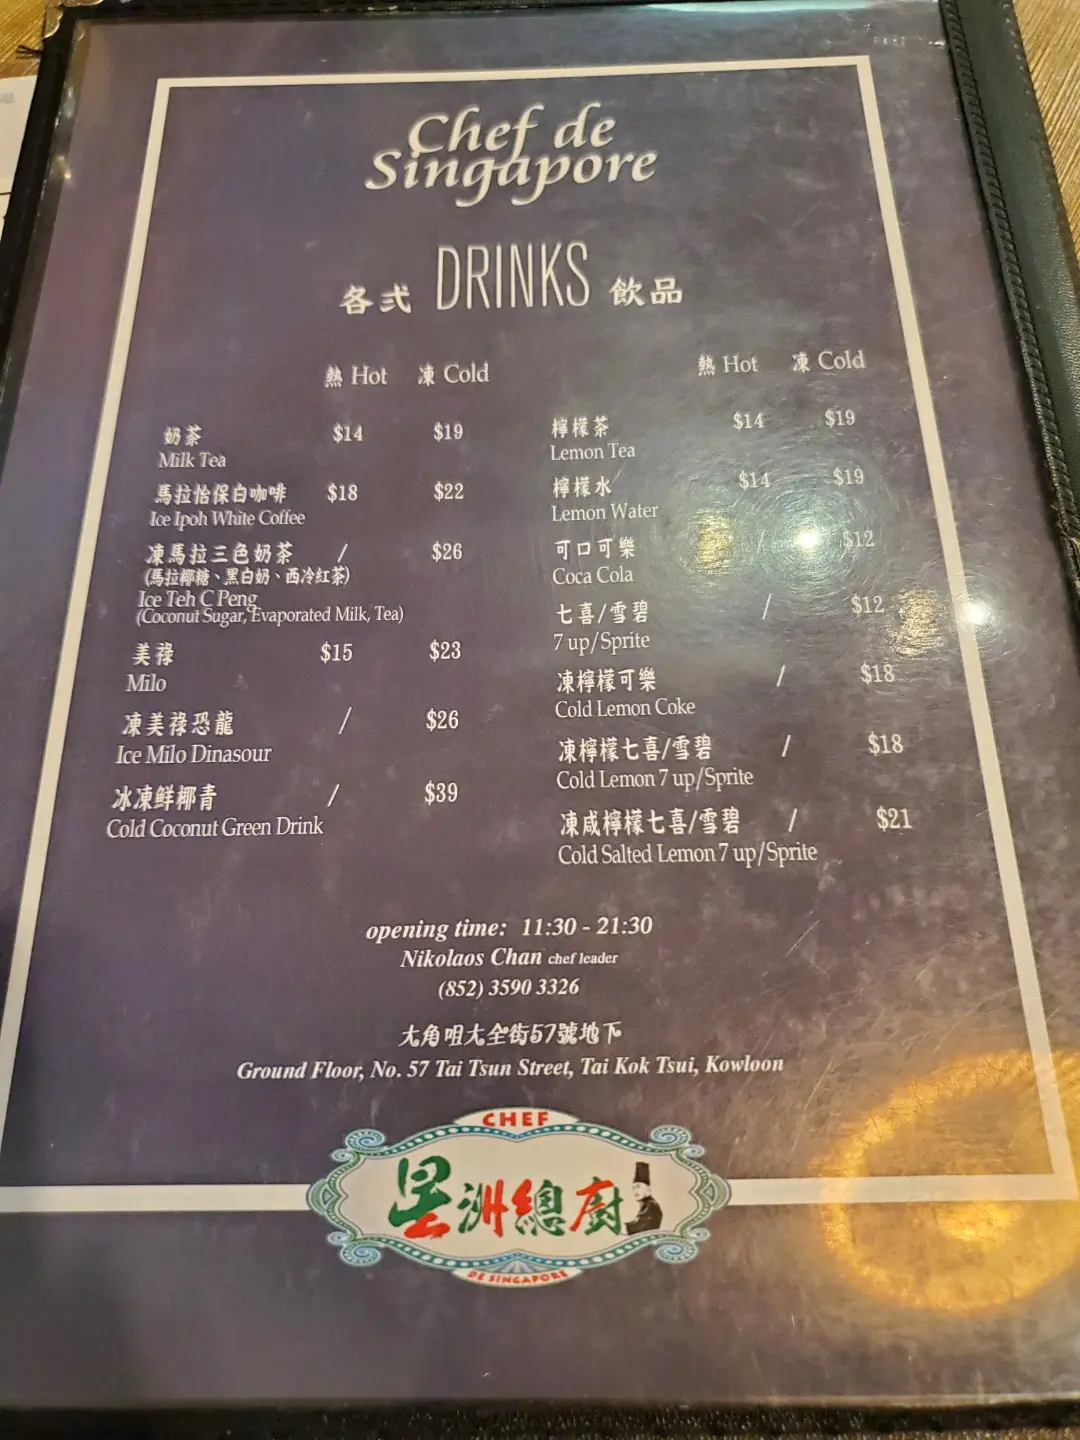 Chef de
Singapore
各式 DRINKS 飲品
熱 Hot 凍 Cold
奶茶 $14 $19
Milk Tea
馬拉怡保白咖啡 $18 $22
Ice Ipoh White Coffee
凍馬拉三色奶茶 / $26
(馬拉椰糖、黑白奶、西冷紅茶)
Ice Teh C Peng
(Coconut Sugar, Evaporated Milk, Tea)
美祿 $15 $23
Milo
凍美祿恐龍 / $26
Ice Milo Dinasour
冰凍鮮椰青 / $39
Cold Coconut Green Drink
熱 Hot 凍 Cold
檸檬茶 $14 $19
Lemon Tea
檸檬水 $14 $19
Lemon Water
可口可樂 / $12
Coca Cola
七喜/雪碧 / $12
7 up/Sprite
凍檸檬可樂 / $18
Cold Lemon Coke
凍檸檬七喜/雪碧 / $18
Cold Lemon 7 up/Sprite
凍咸檸檬七喜/雪碧 / $21
Cold Salted Lemon 7 up/Sprite
opening time: 11:30 - 21:30
Nikolaos Chan chef leader
(852) 3590 3326
大角咀大全街57號地下
Ground Floor, No. 57 Tai Tsun Street, Tai Kok Tsui, Kowloon
CHEF
星洲總廚
DE SINGAPORE